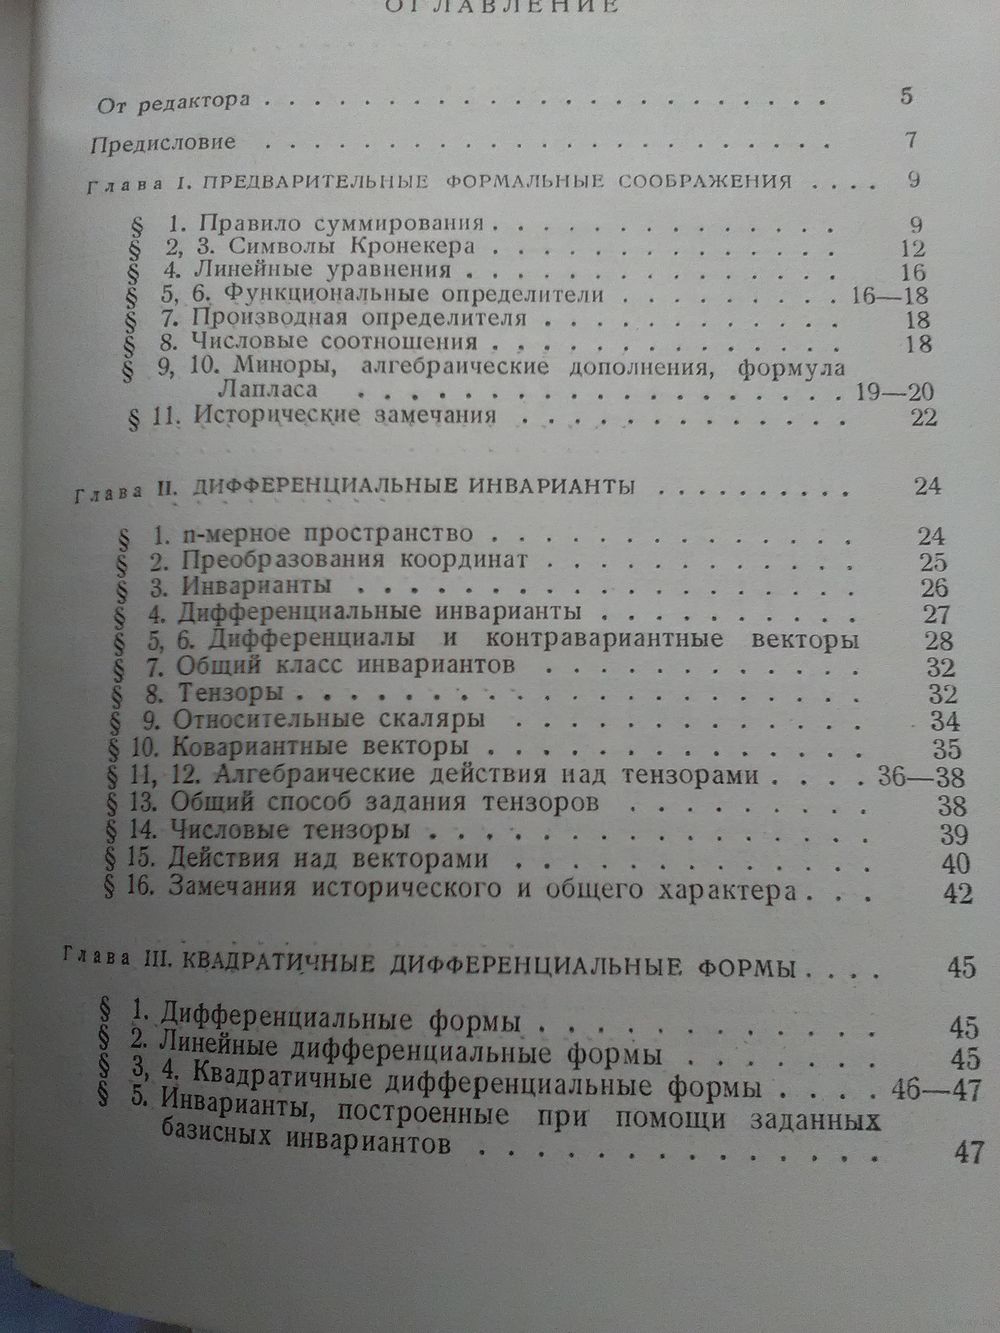 ОГЛАВЛЕНИЕ
От редактора . . . . . . . . . . . . . . . . . . . . . . . 5
Предисловие . . . . . . . . . . . . . . . . . . . . . . . 7
Глава I. ПРЕДВАРИТЕЛЬНЫЕ ФОРМАЛЬНЫЕ СООБРАЖЕНИЯ . . . . 9
§ 1. Правило суммирования . . . . . . . . . . . . . . 9
§ 2, 3. Символы Кронекера . . . . . . . . . . . . . . 12
§ 4. Линейные уравнения . . . . . . . . . . . . . . . 16
§ 5, 6. Функциональные определители . . . . . . . . . 16—18
§ 7. Производная определителя . . . . . . . . . . . . 18
§ 8. Числовые соотношения . . . . . . . . . . . . . . 18
§ 9, 10. Миноры, алгебраические дополнения, формула
Лапласа . . . . . . . . . . . . . . . . . . . 19—20
§ 11. Исторические замечания . . . . . . . . . . . . . 22
Глава II. ДИФФЕРЕНЦИАЛЬНЫЕ ИНВАРИАНТЫ . . . . . . . . . 24
§ 1. n-мерное пространство . . . . . . . . . . . . . . 24
§ 2. Преобразования координат . . . . . . . . . . . . 25
§ 3. Инварианты . . . . . . . . . . . . . . . . . . . 26
§ 4. Дифференциальные инварианты . . . . . . . . . . 27
§ 5, 6. Дифференциалы и контравариантные векторы 28
§ 7. Общий класс инвариантов . . . . . . . . . . . . 32
§ 8. Тензоры . . . . . . . . . . . . . . . . . . . . . 32
§ 9. Относительные скаляры . . . . . . . . . . . . . 34
§ 10. Ковариантные векторы . . . . . . . . . . . . . . 35
§ 11, 12. Алгебраические действия над тензорами . . . . 36—38
§ 13. Общий способ задания тензоров . . . . . . . . . 38
§ 14. Числовые тензоры . . . . . . . . . . . . . . . . 39
§ 15. Действия над векторами . . . . . . . . . . . . . 40
§ 16. Замечания исторического и общего характера . . . 42
Глава III. КВАДРАТИЧНЫЕ ДИФФЕРЕНЦИАЛЬНЫЕ ФОРМЫ . . . . 45
§ 1. Дифференциальные формы . . . . . . . . . . . . 45
§ 2. Линейные дифференциальные формы . . . . . . . 45
§ 3, 4. Квадратичные дифференциальные формы . . . . 46—47
§ 5. Инварианты, построенные при помощи заданных
базисных инвариантов . . . . . . . . . . . . . . 47